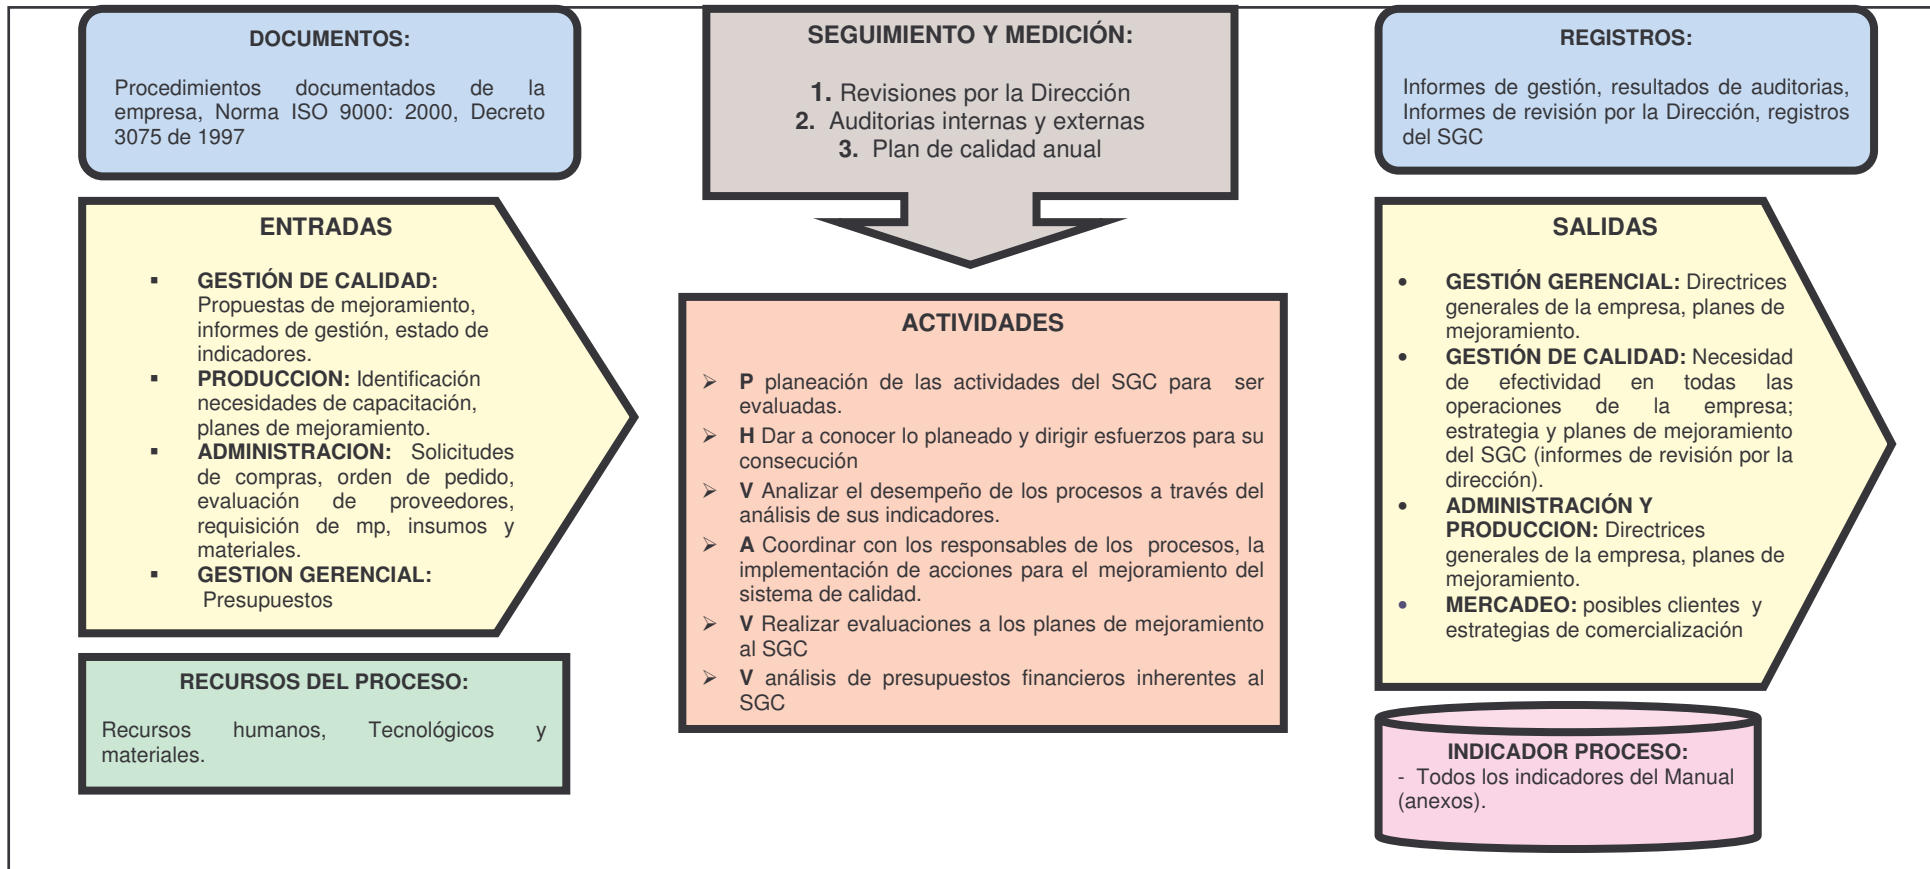 DOCUMENTOS:
Procedimientos documentados de la
empresa, Norma ISO 9000: 2000, Decreto
3075 de 1997
SEGUIMIENTO Y MEDICIÓN:
1. Revisiones por la Dirección
2. Auditorias internas y externas
3. Plan de calidad anual
REGISTROS:
Informes de gestión, resultados de auditorias,
Informes de revisión por la Dirección, registros
del SGC
ENTRADAS
▪ GESTIÓN DE CALIDAD:
Propuestas de mejoramiento,
informes de gestión, estado de
indicadores.
▪ PRODUCCION: Identificación
necesidades de capacitación,
planes de mejoramiento.
▪ ADMINISTRACION: Solicitudes
de compras, orden de pedido,
evaluación de proveedores,
requisición de mp, insumos y
materiales.
▪ GESTION GERENCIAL:
Presupuestos
ACTIVIDADES
➢ P planeación de las actividades del SGC para ser
evaluadas.
➢ H Dar a conocer lo planeado y dirigir esfuerzos para su
consecución
➢ V Analizar el desempeño de los procesos a través del
análisis de sus indicadores.
➢ A Coordinar con los responsables de los procesos, la
implementación de acciones para el mejoramiento del
sistema de calidad.
➢ V Realizar evaluaciones a los planes de mejoramiento
al SGC
➢ V análisis de presupuestos financieros inherentes al
SGC
SALIDAS
• GESTIÓN GERENCIAL: Directrices
generales de la empresa, planes de
mejoramiento.
• GESTIÓN DE CALIDAD: Necesidad
de efectividad en todas las
operaciones de la empresa;
estrategia y planes de mejoramiento
del SGC (informes de revisión por la
dirección).
• ADMINISTRACIÓN Y
PRODUCCION: Directrices
generales de la empresa, planes de
mejoramiento.
• MERCADEO: posibles clientes y
estrategias de comercialización
RECURSOS DEL PROCESO:
Recursos humanos, Tecnológicos y
materiales.
INDICADOR PROCESO:
- Todos los indicadores del Manual
(anexos).